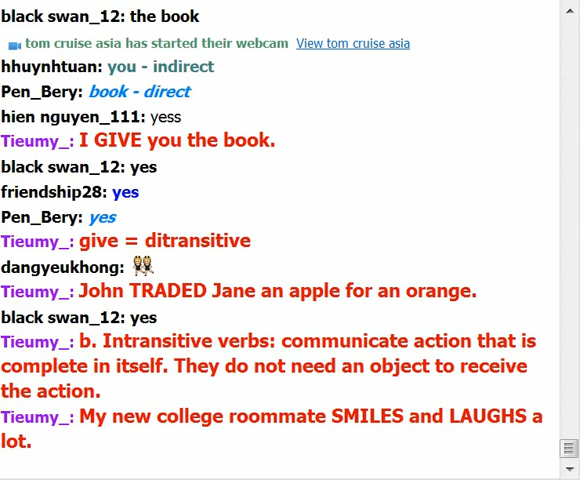 black swan_12: the book
tom cruise asia has started their webcam View tom cruise asia
hhuynhtuan: you - indirect
Pen_Bery: book - direct
hien nguyen_111: yess
Tieumy_: I GIVE you the book.
black swan_12: yes
friendship28: yes
Pen_Bery: yes
Tieumy_: give = ditransitive
dangyeukhong:
Tieumy_: John TRADED Jane an apple for an orange.
black swan_12: yes
Tieumy_: b. Intransitive verbs: communicate action that is
complete in itself. They do not need an object to receive
the action.
Tieumy_: My new college roommate SMILES and LAUGHS a
lot.